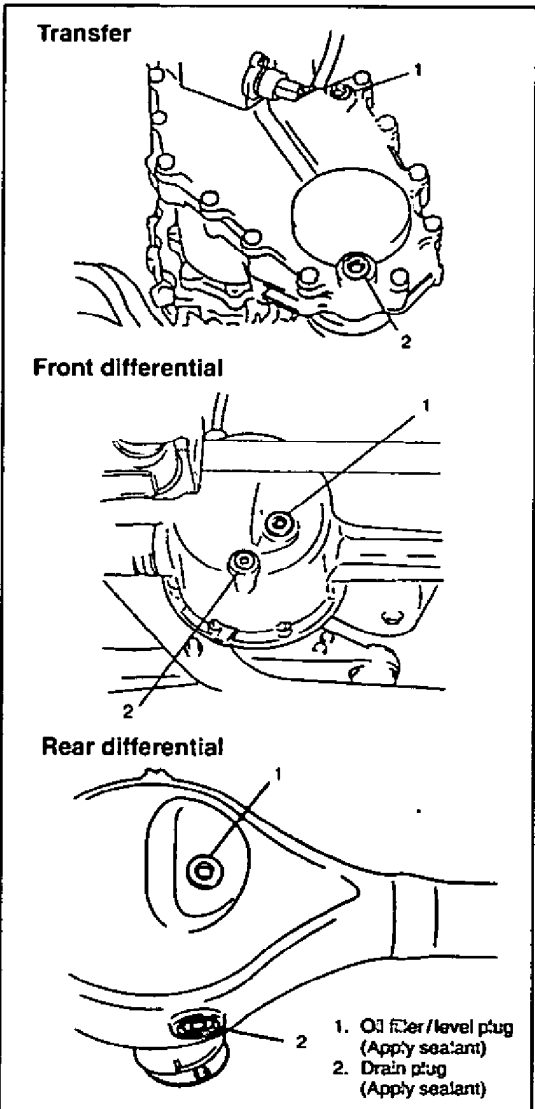 Transfer
1
2
Front differential
1
2
Rear differential
1
2
1. Oil filler/level plug
(Apply sealant)
2. Drain plug
(Apply sealant)